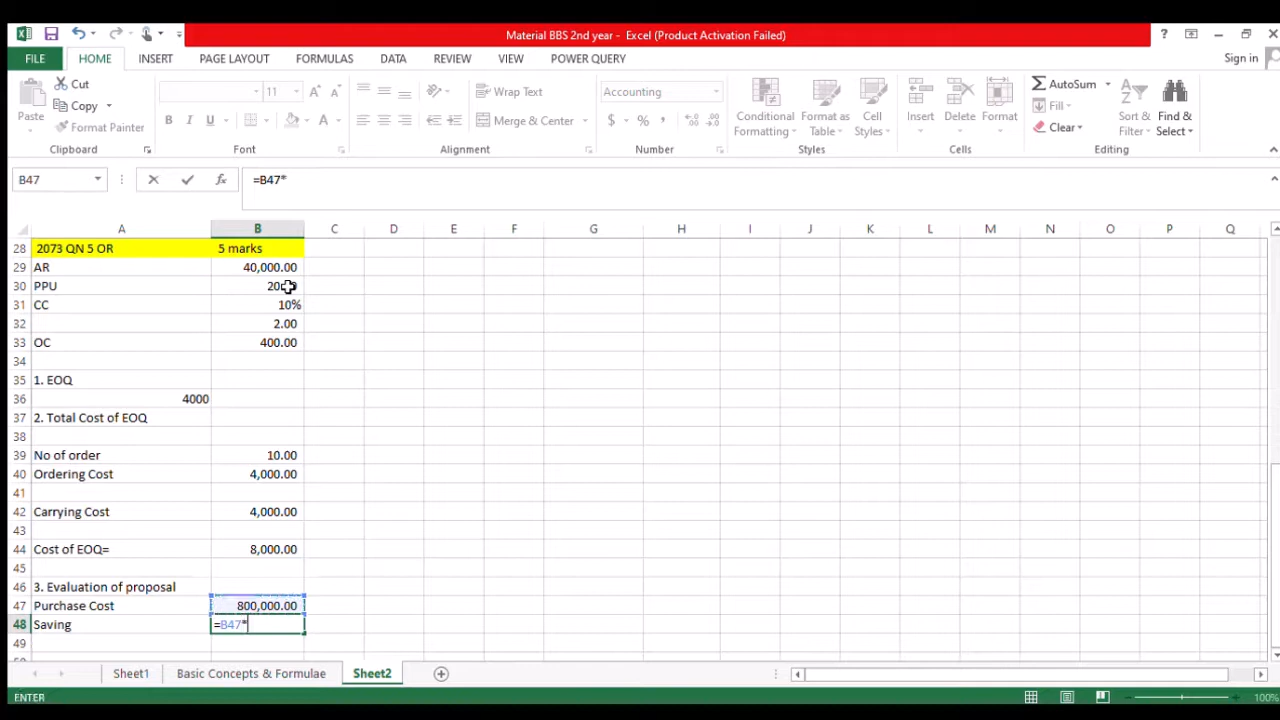 Material BBS 2nd year - Excel (Product Activation Failed)
FILE HOME INSERT PAGE LAYOUT FORMULAS DATA REVIEW VIEW POWER QUERY Sign in
Paste Cut Copy Format Painter Clipboard
11 A A B I U A Font
Wrap Text Merge & Center Alignment
Accounting $ % Number
Conditional Formatting Format as Table Cell Styles Styles
Insert Delete Format Cells
AutoSum Fill Clear Sort & Filter Find & Select Editing
B47 fx =B47*
A B C D E F G H I J K L M N O P Q
28 2073 QN 5 OR 5 marks
29 AR 40,000.00
30 PPU
31 CC 10%
32 2.00
33 OC 400.00
34
35 1. EOQ
36 4000
37 2. Total Cost of EOQ
38
39 No of order 10.00
40 Ordering Cost 4,000.00
41
42 Carrying Cost 4,000.00
43
44 Cost of EOQ= 8,000.00
45
46 3. Evaluation of proposal
47 Purchase Cost 800,000.00
48 Saving =B47*
49
Sheet1 Basic Concepts & Formulae Sheet2
ENTER 100%